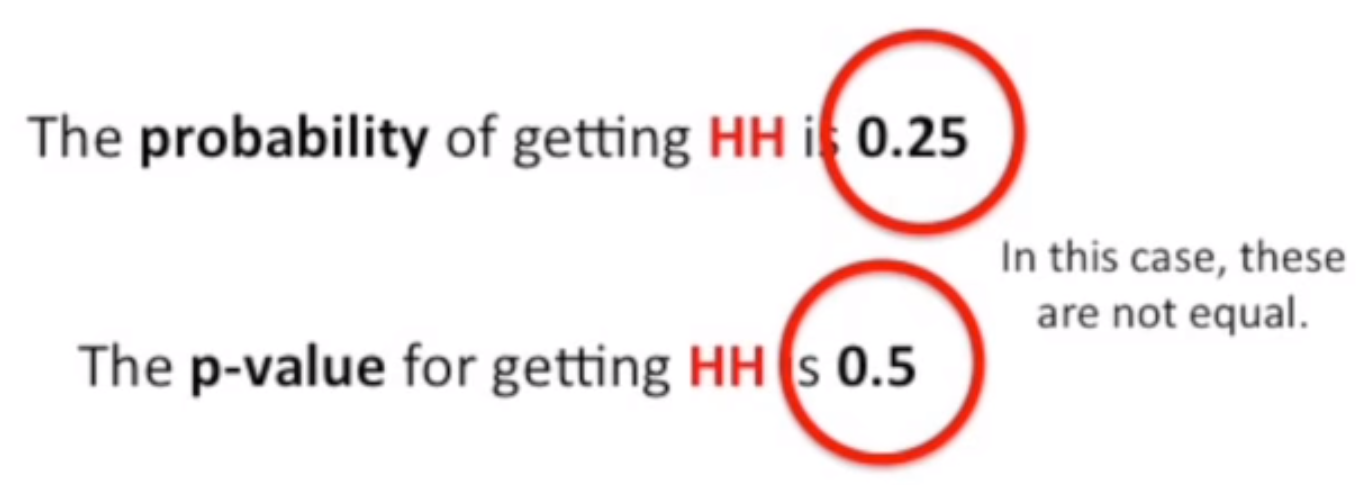 The probability of getting HH is 0.25
In this case, these
are not equal.
The p-value for getting HH is 0.5